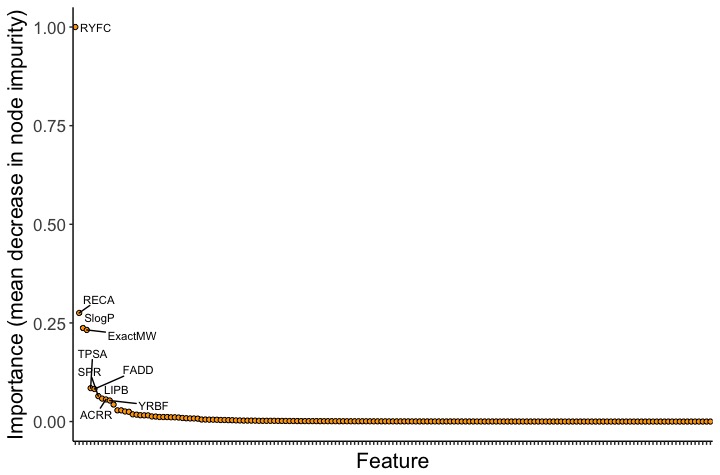 Importance (mean decrease in node impurity)
1.00
0.75
0.50
0.25
0.00
RYFC
RECA
SlogP
ExactMW
TPSA
SPR
FADD
LIPB
ACRR
YRBF
Feature